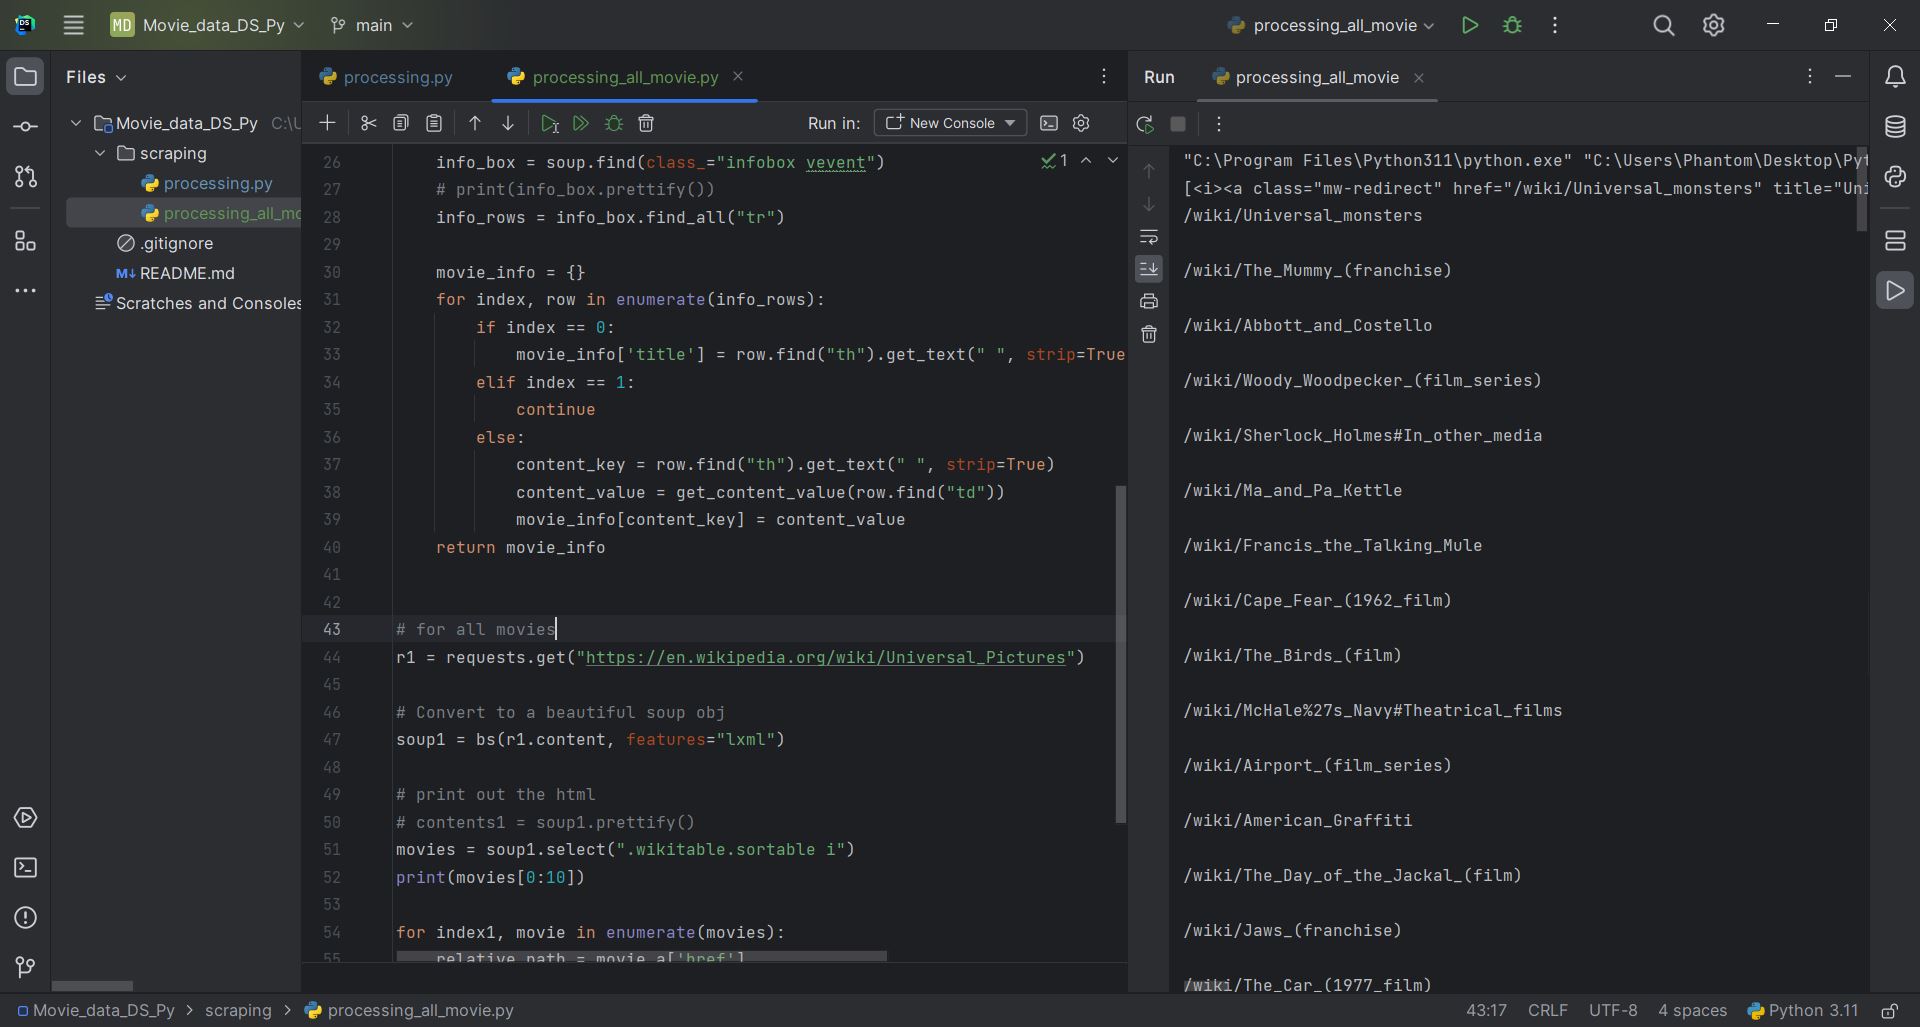 DS
MD Movie_data_DS_Py main processing_all_movie
Files
Movie_data_DS_Py C:\U
scraping
processing.py
processing_all_mo
.gitignore
M↓ README.md
Scratches and Consoles
processing.py processing_all_movie.py
Run in: New Console
1
26 info_box = soup.find(class_="infobox vevent")
27 # print(info_box.prettify())
28 info_rows = info_box.find_all("tr")
29
30 movie_info = {}
31 for index, row in enumerate(info_rows):
32 if index == 0:
33 movie_info['title'] = row.find("th").get_text(" ", strip=True
34 elif index == 1:
35 continue
36 else:
37 content_key = row.find("th").get_text(" ", strip=True)
38 content_value = get_content_value(row.find("td"))
39 movie_info[content_key] = content_value
40 return movie_info
41
42
43 # for all movies
44 r1 = requests.get("https://en.wikipedia.org/wiki/Universal_Pictures")
45
46 # Convert to a beautiful soup obj
47 soup1 = bs(r1.content, features="lxml")
48
49 # print out the html
50 # contents1 = soup1.prettify()
51 movies = soup1.select(".wikitable.sortable i")
52 print(movies[0:10])
53
54 for index1, movie in enumerate(movies):
55 relative_path = movie.a['href']
Run processing_all_movie
"C:\Program Files\Python311\python.exe" "C:\Users\Phantom\Desktop\Pyt
[<i><a class="mw-redirect" href="/wiki/Universal_monsters" title="Uni
/wiki/Universal_monsters
/wiki/The_Mummy_(franchise)
/wiki/Abbott_and_Costello
/wiki/Woody_Woodpecker_(film_series)
/wiki/Sherlock_Holmes#In_other_media
/wiki/Ma_and_Pa_Kettle
/wiki/Francis_the_Talking_Mule
/wiki/Cape_Fear_(1962_film)
/wiki/The_Birds_(film)
/wiki/McHale%27s_Navy#Theatrical_films
/wiki/Airport_(film_series)
/wiki/American_Graffiti
/wiki/The_Day_of_the_Jackal_(film)
/wiki/Jaws_(franchise)
/wiki/The_Car_(1977_film)
Movie_data_DS_Py > scraping > processing_all_movie.py
43:17 CRLF UTF-8 4 spaces Python 3.11